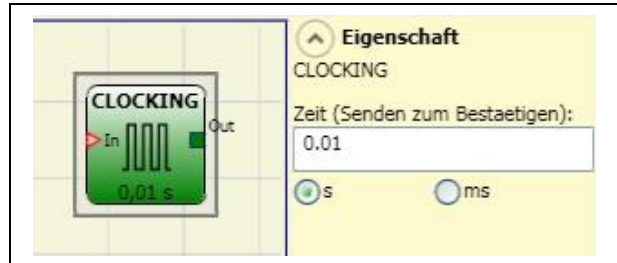 CLOCKING
In
Out
0,01 s
Eigenschaft
CLOCKING
Zeit (Senden zum Bestaetigen):
0.01
s
ms